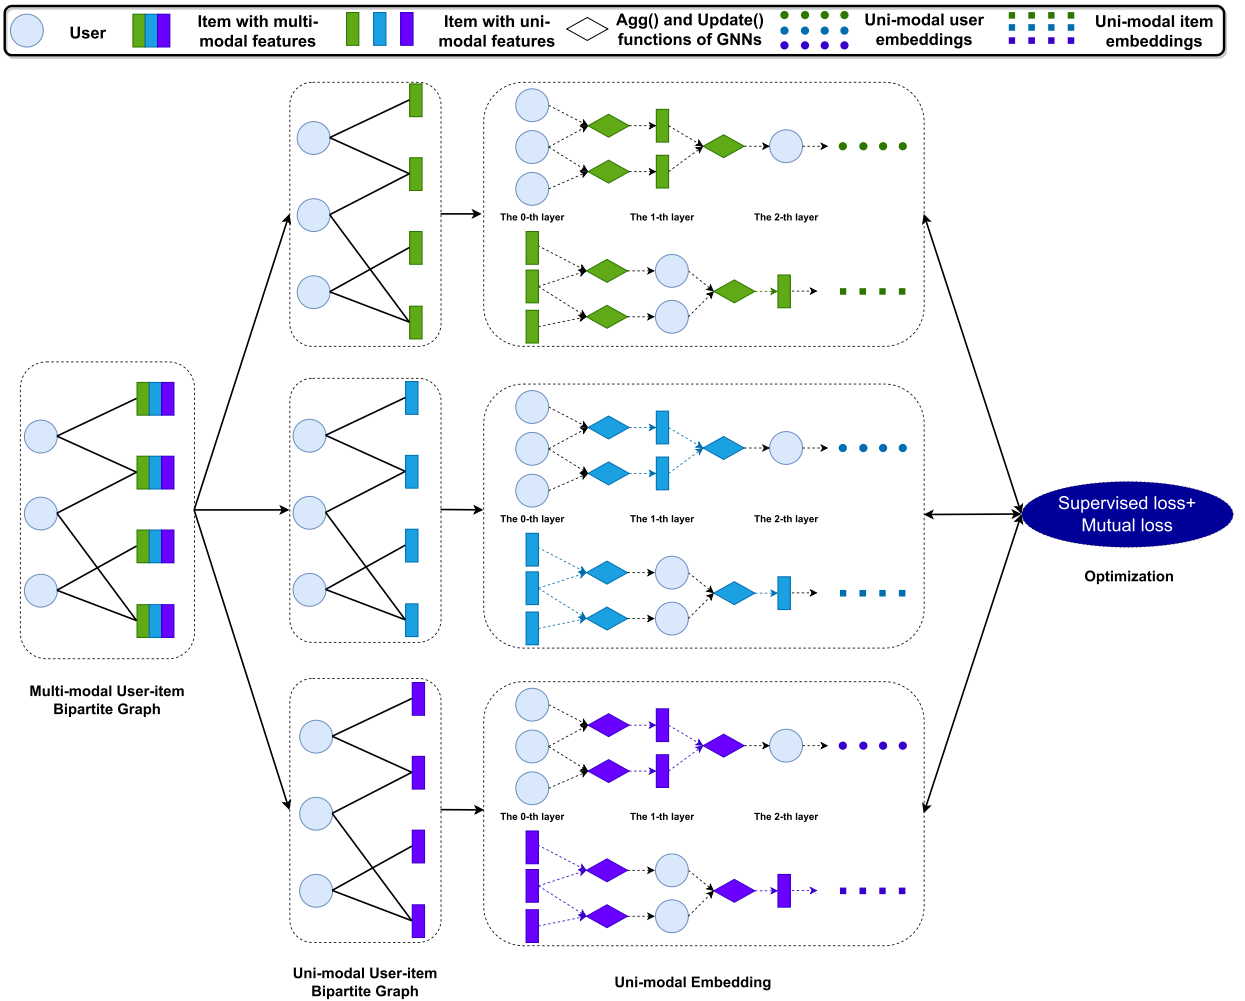 User
Item with multi-
modal features
Item with uni-
modal features
Agg() and Update()
functions of GNNs
Uni-modal user
embeddings
Uni-modal item
embeddings
The 0-th layer
The 1-th layer
The 2-th layer
The 0-th layer
The 1-th layer
The 2-th layer
Supervised loss+
Mutual loss
Optimization
Multi-modal User-item
Bipartite Graph
The 0-th layer
The 1-th layer
The 2-th layer
Uni-modal User-item
Bipartite Graph
Uni-modal Embedding